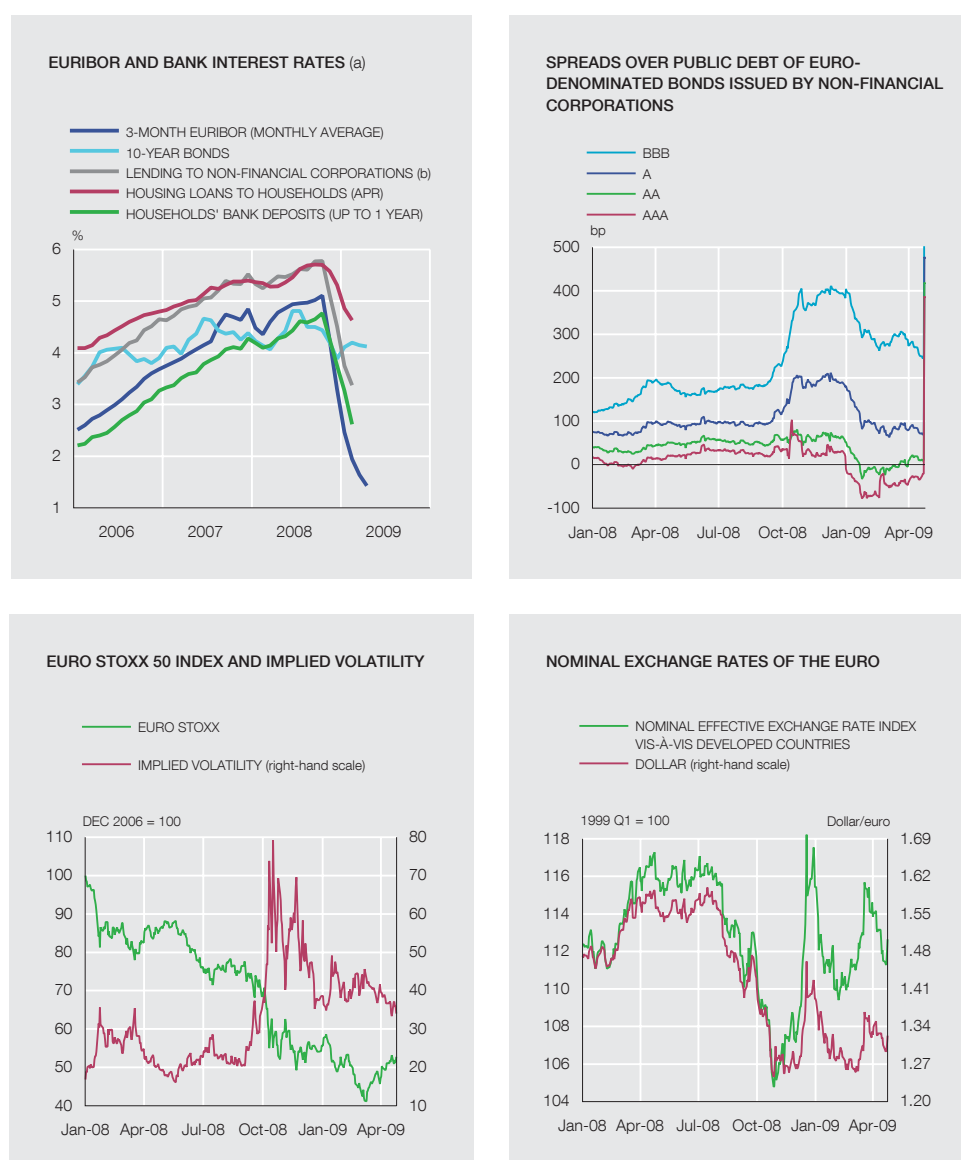 EURIBOR AND BANK INTEREST RATES (a)
3-MONTH EURIBOR (MONTHLY AVERAGE)
10-YEAR BONDS
LENDING TO NON-FINANCIAL CORPORATIONS (b)
HOUSING LOANS TO HOUSEHOLDS (APR)
HOUSEHOLDS' BANK DEPOSITS (UP TO 1 YEAR)
%
6
5
4
3
2
1
2006 2007 2008 2009
SPREADS OVER PUBLIC DEBT OF EURO-
DENOMINATED BONDS ISSUED BY NON-FINANCIAL
CORPORATIONS
BBB
A
AA
AAA
bp
500
400
300
200
100
0
-100
Jan-08 Apr-08 Jul-08 Oct-08 Jan-09 Apr-09
EURO STOXX 50 INDEX AND IMPLIED VOLATILITY
EURO STOXX
IMPLIED VOLATILITY (right-hand scale)
DEC 2006 = 100
110 80
100 70
90 60
80 50
70 40
60 30
50 20
40 10
Jan-08 Apr-08 Jul-08 Oct-08 Jan-09 Apr-09
NOMINAL EXCHANGE RATES OF THE EURO
NOMINAL EFFECTIVE EXCHANGE RATE INDEX
VIS-À-VIS DEVELOPED COUNTRIES
DOLLAR (right-hand scale)
1999 Q1 = 100 Dollar/euro
118 1.69
116 1.62
114 1.55
112 1.48
110 1.41
108 1.34
106 1.27
104 1.20
Jan-08 Apr-08 Jul-08 Oct-08 Jan-09 Apr-09